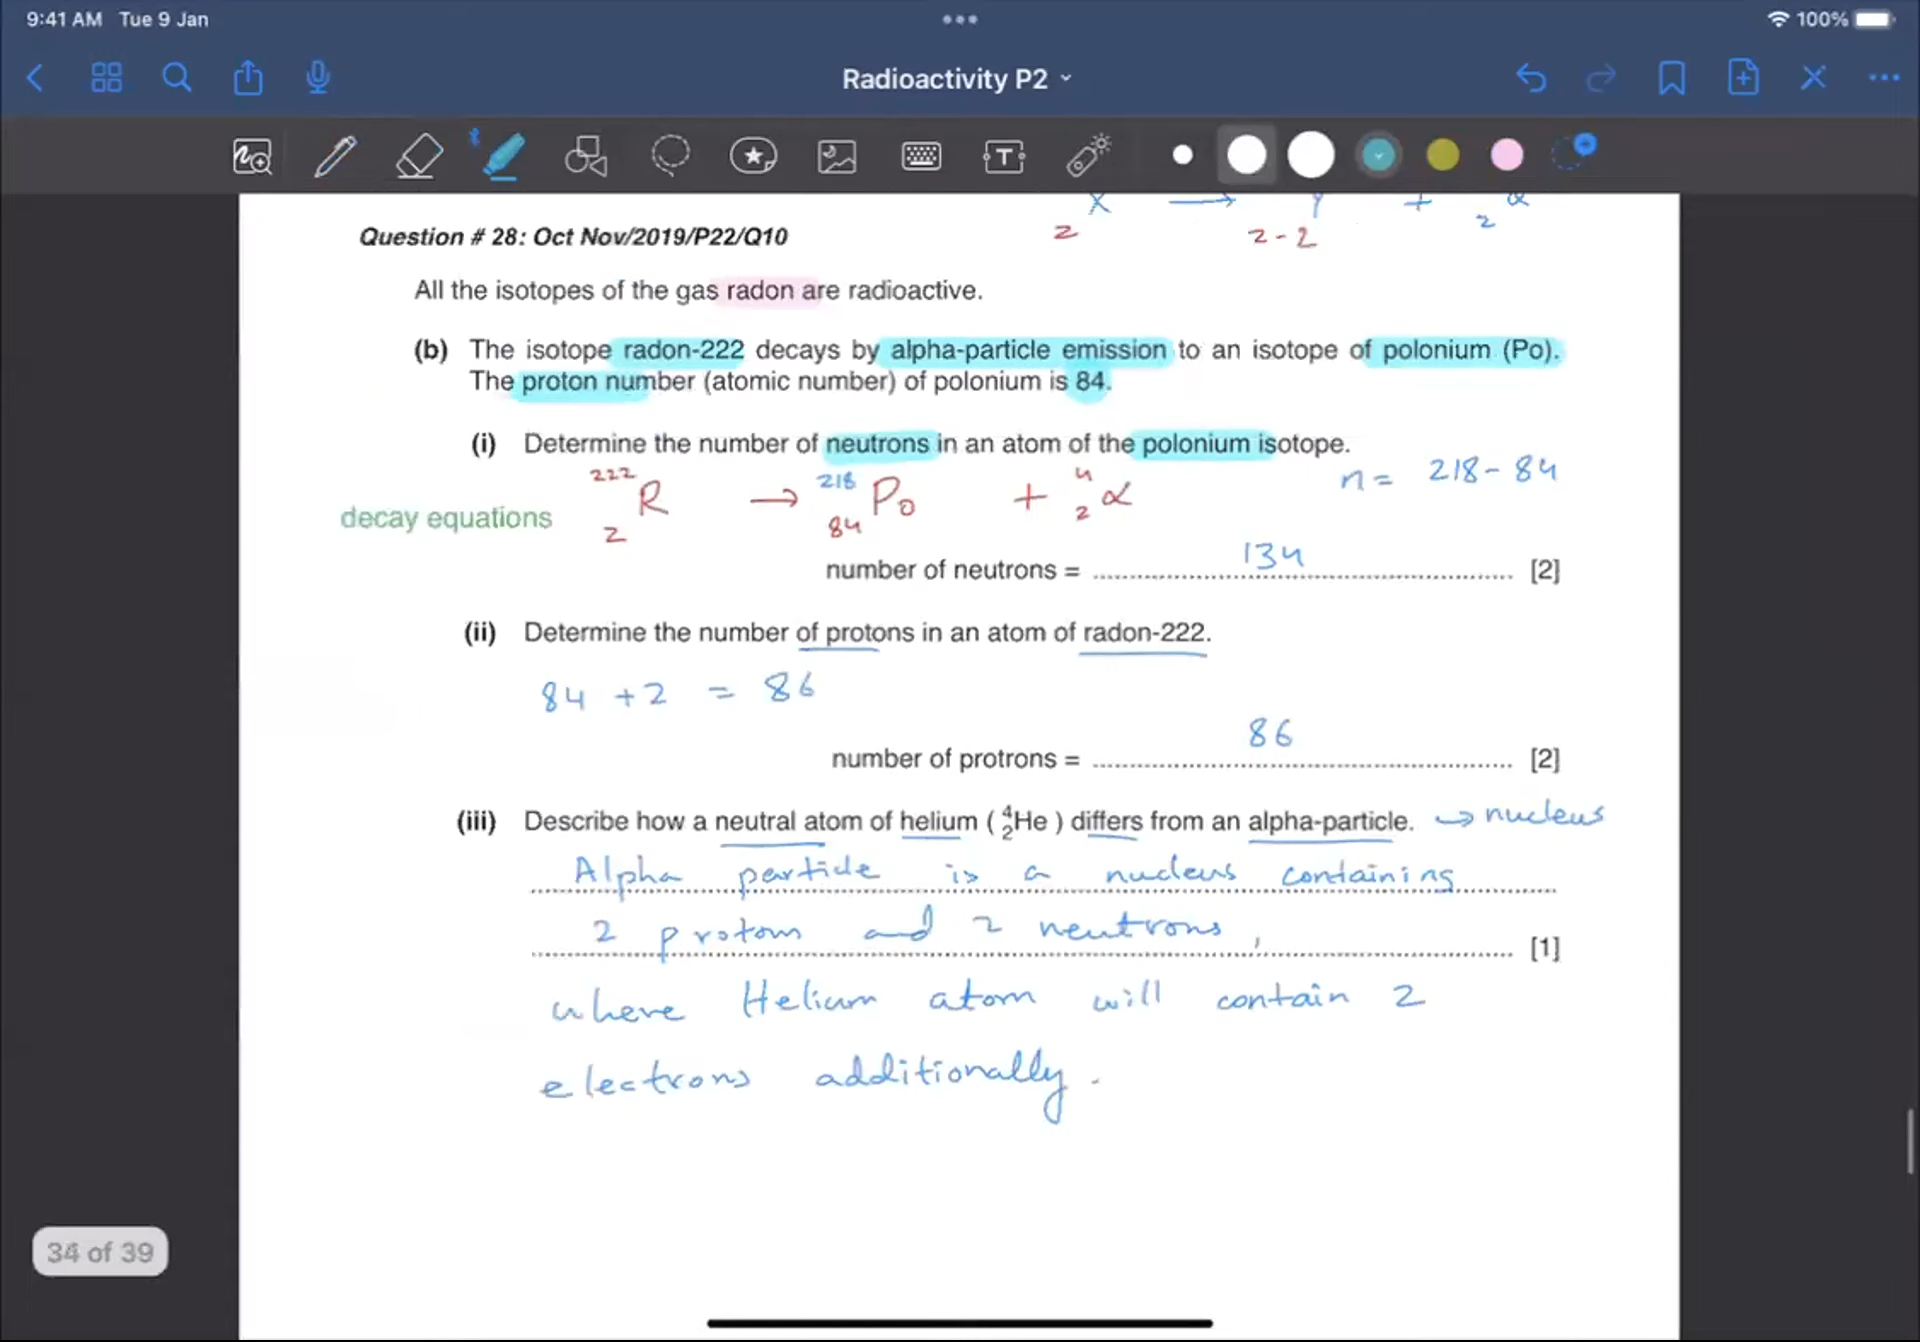 9:41 AM Tue 9 Jan
100%
Radioactivity P2
X → Y + α
z z-2 2
Question # 28: Oct Nov/2019/P22/Q10
All the isotopes of the gas radon are radioactive.
(b) The isotope radon-222 decays by alpha-particle emission to an isotope of polonium (Po).
The proton number (atomic number) of polonium is 84.
(i) Determine the number of neutrons in an atom of the polonium isotope.
n = 218 - 84
decay equations 222 z R → 218 84 Po + 4 2 α
number of neutrons = 134 [2]
(ii) Determine the number of protons in an atom of radon-222.
84 + 2 = 86
number of protrons = 86 [2]
(iii) Describe how a neutral atom of helium ( 4 2 He ) differs from an alpha-particle. → nucleus
Alpha particle is a nucleus containing
2 protons and 2 neutrons, [1]
where Helium atom will contain 2
electrons additionally.
34 of 39